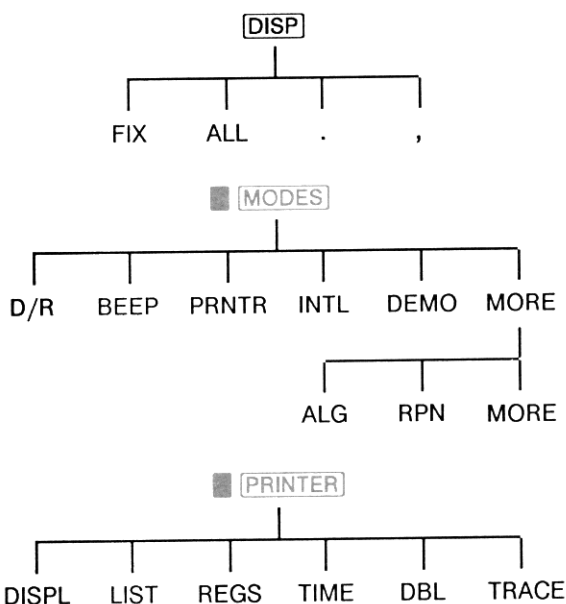 DISP
FIX ALL . ,
MODES
D/R BEEP PRNTR INTL DEMO MORE
ALG RPN MORE
PRINTER
DISPL LIST REGS TIME DBL TRACE